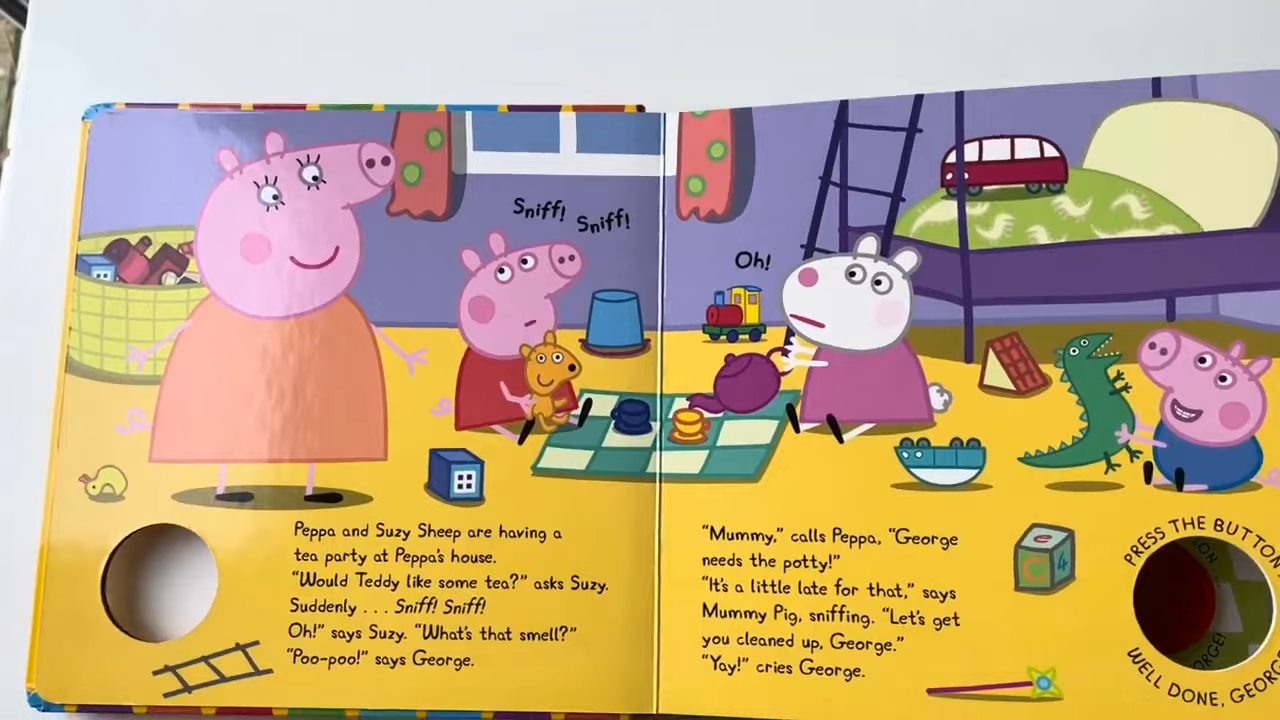 Sniff!
Sniff!
Peppa and Suzy Sheep are having a
tea party at Peppa's house.
"Would Teddy like some tea?" asks Suzy.
Suddenly . . . Sniff! Sniff!
Oh!" says Suzy. "What's that smell?"
"Poo-poo!" says George.
Oh!
"Mummy," calls Peppa, "George
needs the potty!"
"It's a little late for that," says
Mummy Pig, sniffing. "Let's get
you cleaned up, George."
"Yay!" cries George.
e
C 4
PRESS THE BUTTON
WELL DONE, GEORGE